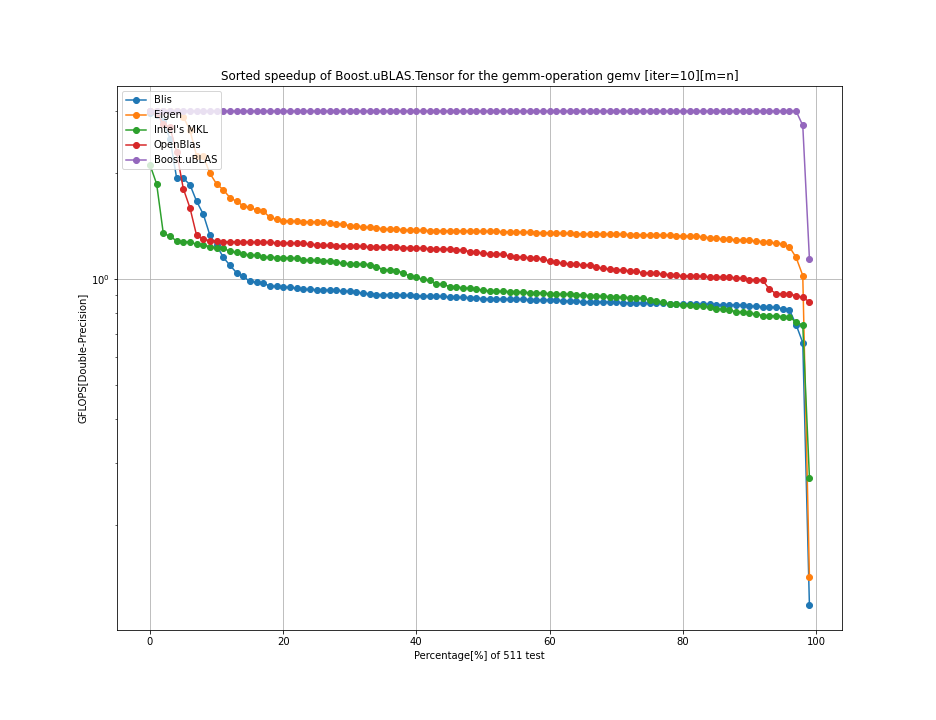 Sorted speedup of Boost.uBLAS.Tensor for the gemm-operation gemv [iter=10][m=n]
Blis
Eigen
Intel's MKL
OpenBlas
Boost.uBLAS
10⁰
GFLOPS[Double-Precision]
0 20 40 60 80 100
Percentage[%] of 511 test